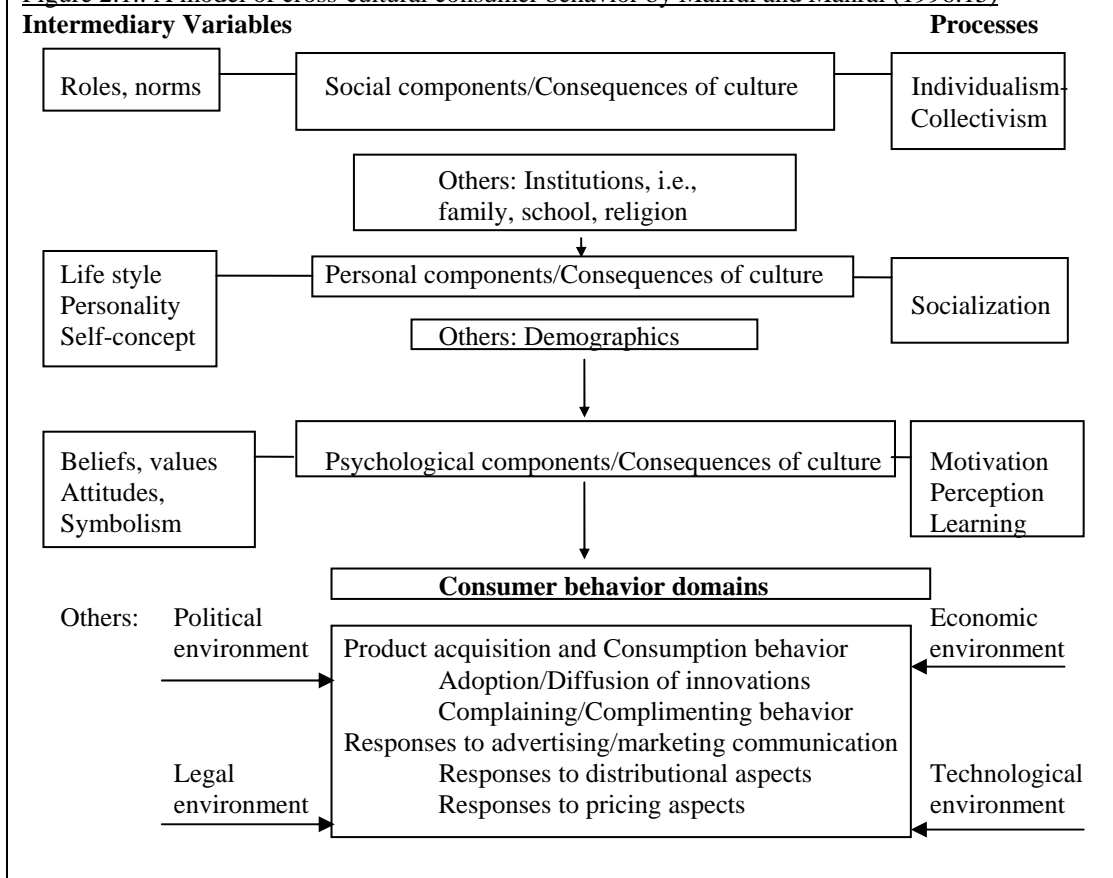 Intermediary Variables Processes
Roles, norms
Social components/Consequences of culture
Individualism-
Collectivism
Others: Institutions, i.e.,
family, school, religion
Life style
Personality
Self-concept
Personal components/Consequences of culture
Socialization
Others: Demographics
Beliefs, values
Attitudes,
Symbolism
Psychological components/Consequences of culture
Motivation
Perception
Learning
Consumer behavior domains
Others:
Political
environment
Economic
environment
Product acquisition and Consumption behavior
Adoption/Diffusion of innovations
Complaining/Complimenting behavior
Responses to advertising/marketing communication
Responses to distributional aspects
Responses to pricing aspects
Legal
environment
Technological
environment